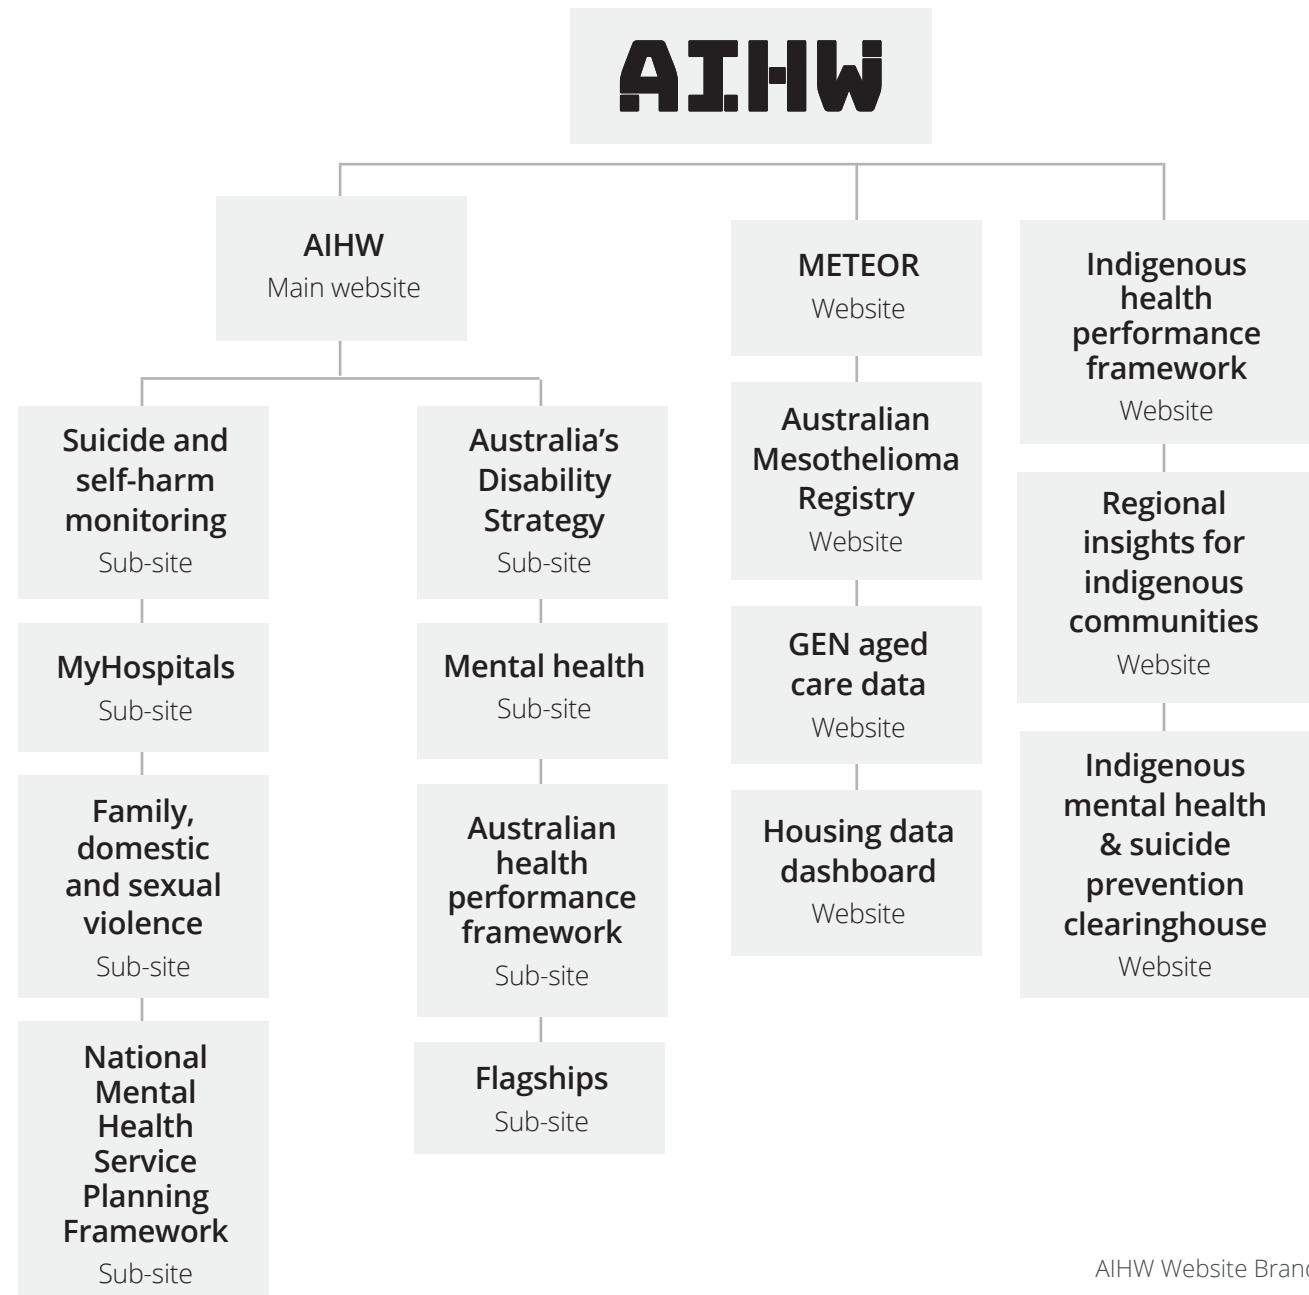 AIHW
AIHW
Main website
Suicide and
self-harm
monitoring
Sub-site
MyHospitals
Sub-site
Family,
domestic
and sexual
violence
Sub-site
National
Mental
Health
Service
Planning
Framework
Sub-site
Australia’s
Disability
Strategy
Sub-site
Mental health
Sub-site
Australian
health
performance
framework
Sub-site
Flagships
Sub-site
METEOR
Website
Australian
Mesothelioma
Registry
Website
GEN aged
care data
Website
Housing data
dashboard
Website
Indigenous
health
performance
framework
Website
Regional
insights for
indigenous
communities
Website
Indigenous
mental health
& suicide
prevention
clearinghouse
Website
AIHW Website